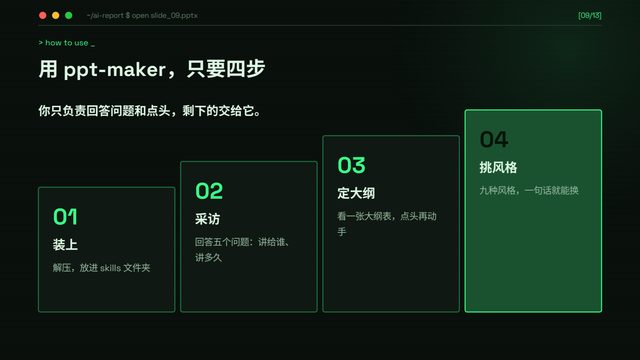 ~/ai-report $ open slide_09.pptx
[09/13]
> how to use _
用 ppt-maker，只要四步
你只负责回答问题和点头，剩下的交给它。
01
装上
解压，放进 skills 文件夹
02
采访
回答五个问题：讲给谁、
讲多久
03
定大纲
看一张大纲表，点头再动
手
04
挑风格
九种风格，一句话就能换